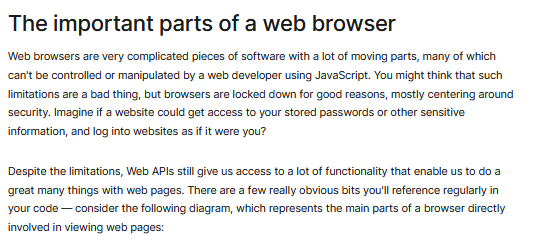 The important parts of a web browser
Web browsers are very complicated pieces of software with a lot of moving parts, many of which
can't be controlled or manipulated by a web developer using JavaScript. You might think that such
limitations are a bad thing, but browsers are locked down for good reasons, mostly centering around
security. Imagine if a website could get access to your stored passwords or other sensitive
information, and log into websites as if it were you?
Despite the limitations, Web APIs still give us access to a lot of functionality that enable us to do a
great many things with web pages. There are a few really obvious bits you'll reference regularly in
your code — consider the following diagram, which represents the main parts of a browser directly
involved in viewing web pages: